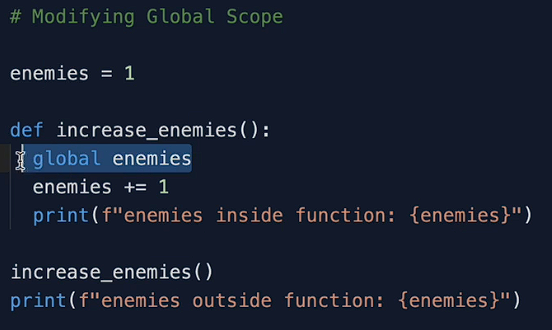 # Modifying Global Scope
enemies = 1
def increase_enemies():
global enemies
enemies += 1
print(f"enemies inside function: {enemies}")
increase_enemies()
print(f"enemies outside function: {enemies}")